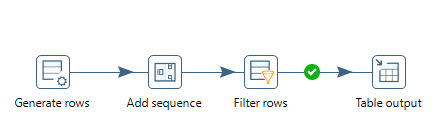 Generate rows
Add sequence
Filter rows
Table output